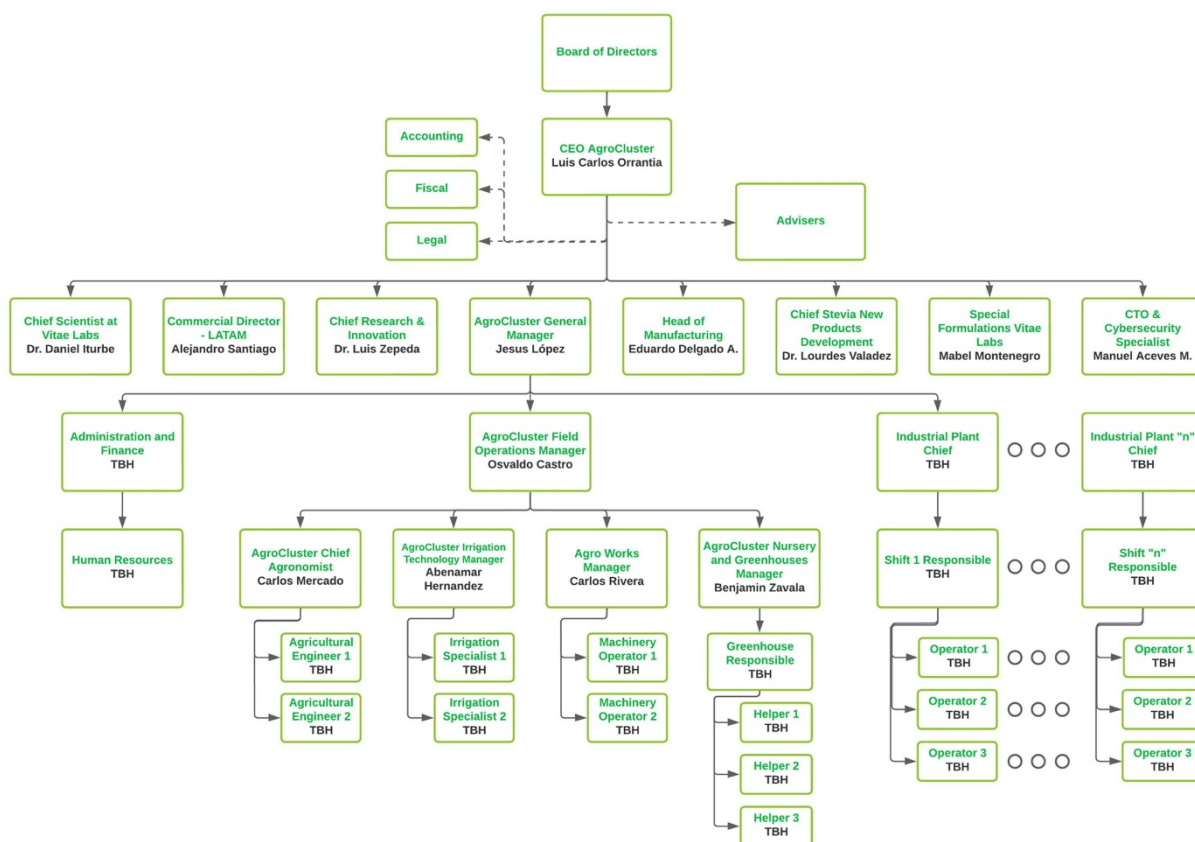 Board of Directors
CEO AgroCluster
Luis Carlos Orrantia
Accounting
Fiscal
Legal
Advisers
Chief Scientist at
Vitae Labs
Dr. Daniel Iturbe
Commercial Director
- LATAM
Alejandro Santiago
Chief Research &
Innovation
Dr. Luis Zepeda
AgroCluster General
Manager
Jesus López
Head of
Manufacturing
Eduardo Delgado A.
Chief Stevia New
Products
Development
Dr. Lourdes Valadez
Special
Formulations Vitae
Labs
Mabel Montenegro
CTO &
Cybersecurity
Specialist
Manuel Aceves M.
Administration and
Finance
TBH
AgroCluster Field
Operations Manager
Osvaldo Castro
Industrial Plant
Chief
TBH
Industrial Plant "n"
Chief
TBH
Human Resources
TBH
AgroCluster Chief
Agronomist
Carlos Mercado
AgroCluster Irrigation
Technology Manager
Abenamar
Hernandez
Agro Works
Manager
Carlos Rivera
AgroCluster Nursery
and Greenhouses
Manager
Benjamin Zavala
Shift 1 Responsible
TBH
Shift "n"
Responsible
TBH
Agricultural
Engineer 1
TBH
Agricultural
Engineer 2
TBH
Irrigation
Specialist 1
TBH
Irrigation
Specialist 2
TBH
Machinery
Operator 1
TBH
Machinery
Operator 2
TBH
Greenhouse
Responsible
TBH
Helper 1
TBH
Helper 2
TBH
Helper 3
TBH
Operator 1
TBH
Operator 2
TBH
Operator 3
TBH
Operator 1
TBH
Operator 2
TBH
Operator 3
TBH